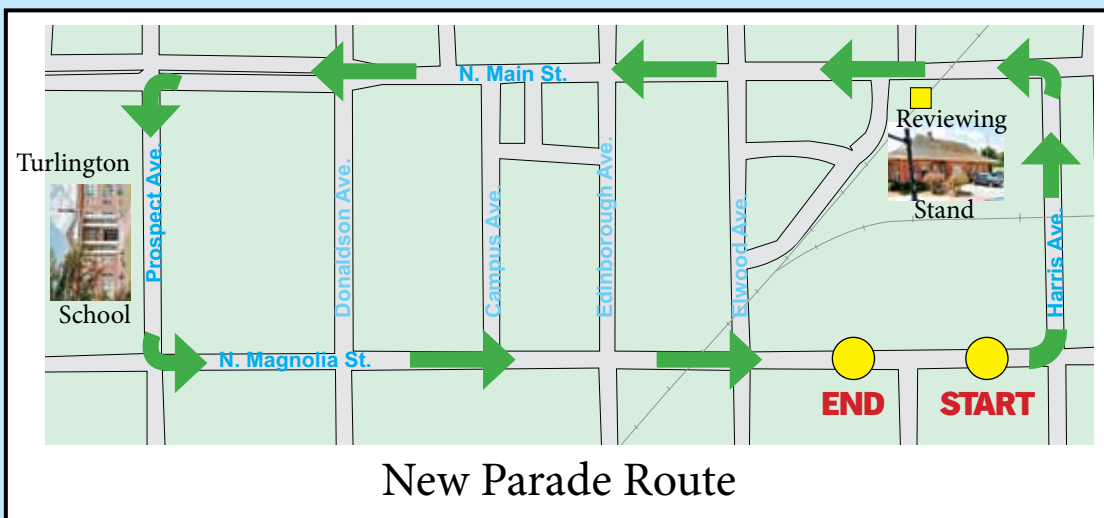 N. Main St.
Reviewing
Stand
Turlington
School
Prospect Ave.
Donaldson Ave.
Campus Ave.
Edinborough Ave.
Elwood Ave.
Harris Ave.
N. Magnolia St.
END
START
New Parade Route